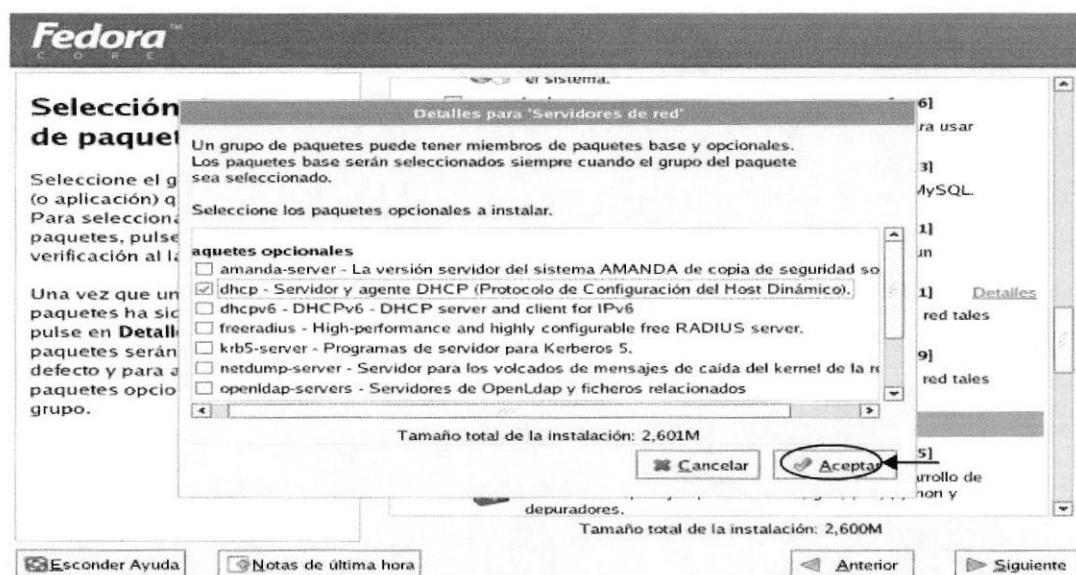 Fedora™
CORE
Selección
de paquet
Seleccione el g
(o aplicación) q
Para selecciona
paquetes, pulse
verificación al la
Una vez que un
paquetes ha sid
pulse en Detall
paquetes serán
defecto y para a
paquetes opcio
grupo.
el sistema.
6]
ra usar
3]
MySQL.
1]
un
1] Detalles
red tales
9]
red tales
5]
rrollo de
hon y
depuradores.
Tamaño total de la instalación: 2,600M
Detalles para 'Servidores de red'
Un grupo de paquetes puede tener miembros de paquetes base y opcionales.
Los paquetes base serán seleccionados siempre cuando el grupo del paquete
sea seleccionado.
Seleccione los paquetes opcionales a instalar.
aquetes opcionales
amanda-server - La versión servidor del sistema AMANDA de copia de seguridad so
dhcp - Servidor y agente DHCP (Protocolo de Configuración del Host Dinámico).
dhcpv6 - DHCPv6 - DHCP server and client for IPv6
freeradius - High-performance and highly configurable free RADIUS server.
krb5-server - Programas de servidor para Kerberos 5.
netdump-server - Servidor para los volcados de mensajes de caída del kernel de la re
openldap-servers - Servidores de OpenLdap y ficheros relacionados
Tamaño total de la instalación: 2,601M
Cancelar Aceptar
Esconder Ayuda Notas de última hora Anterior Siguiente